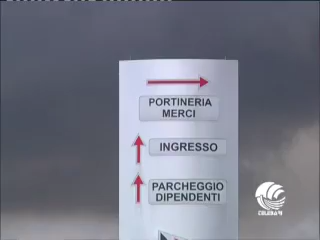 PORTINERIA
MERCI
INGRESSO
PARCHEGGIO
DIPENDENTI